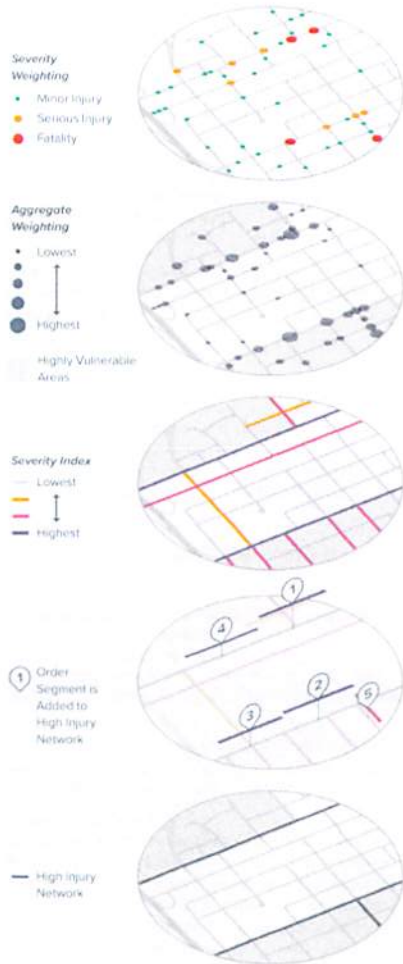 Severity
Weighting
Minor Injury
Serious Injury
Fatality
Aggregate
Weighting
Lowest
Highest
Highly Vulnerable
Areas
Severity Index
Lowest
Highest
1
4
1 Order
Segment is
Added to
High Injury
Network
2
5
3
High Injury
Network